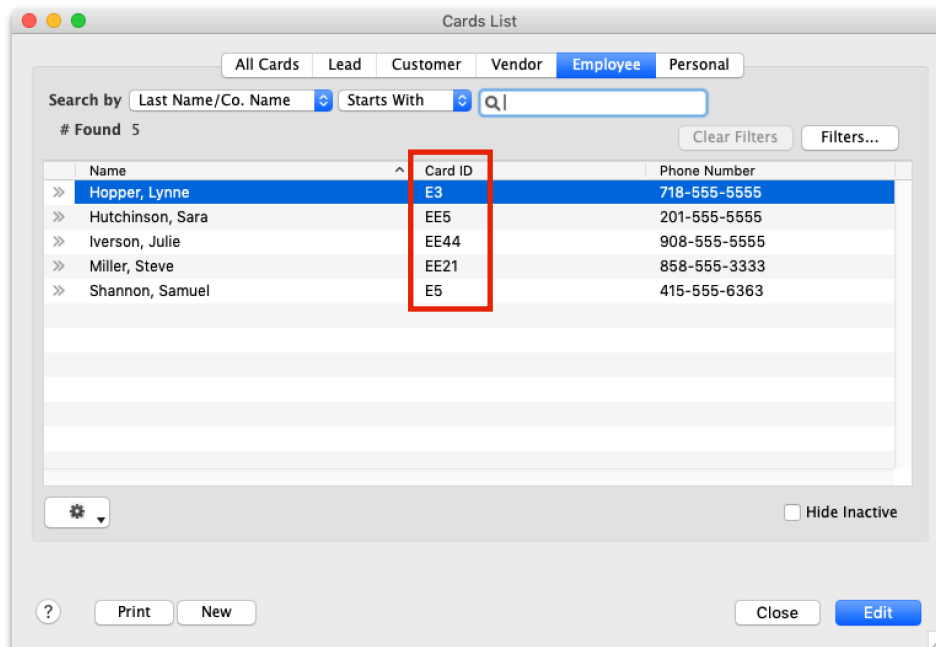 Cards List
All Cards Lead Customer Vendor Employee Personal
Search by Last Name/Co. Name Starts With
# Found 5
Clear Filters Filters...
Name Card ID Phone Number
Hopper, Lynne E3 718-555-5555
Hutchinson, Sara EE5 201-555-5555
Iverson, Julie EE44 908-555-5555
Miller, Steve EE21 858-555-3333
Shannon, Samuel E5 415-555-6363
Hide Inactive
? Print New Close Edit